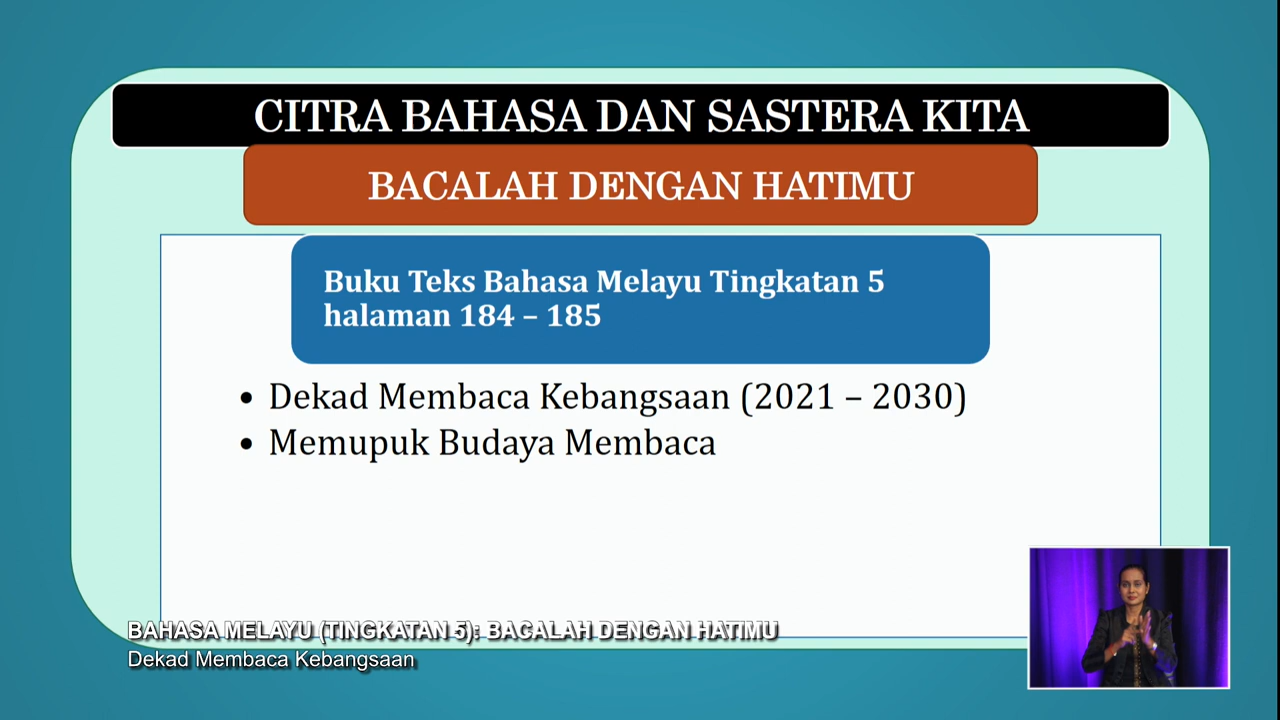 CITRA BAHASA DAN SASTERA KITA
BACALAH DENGAN HATIMU
Buku Teks Bahasa Melayu Tingkatan 5
halaman 184 – 185
• Dekad Membaca Kebangsaan (2021 – 2030)
• Memupuk Budaya Membaca
BAHASA MELAYU (TINGKATAN 5): BACALAH DENGAN HATIMU
Dekad Membaca Kebangsaan